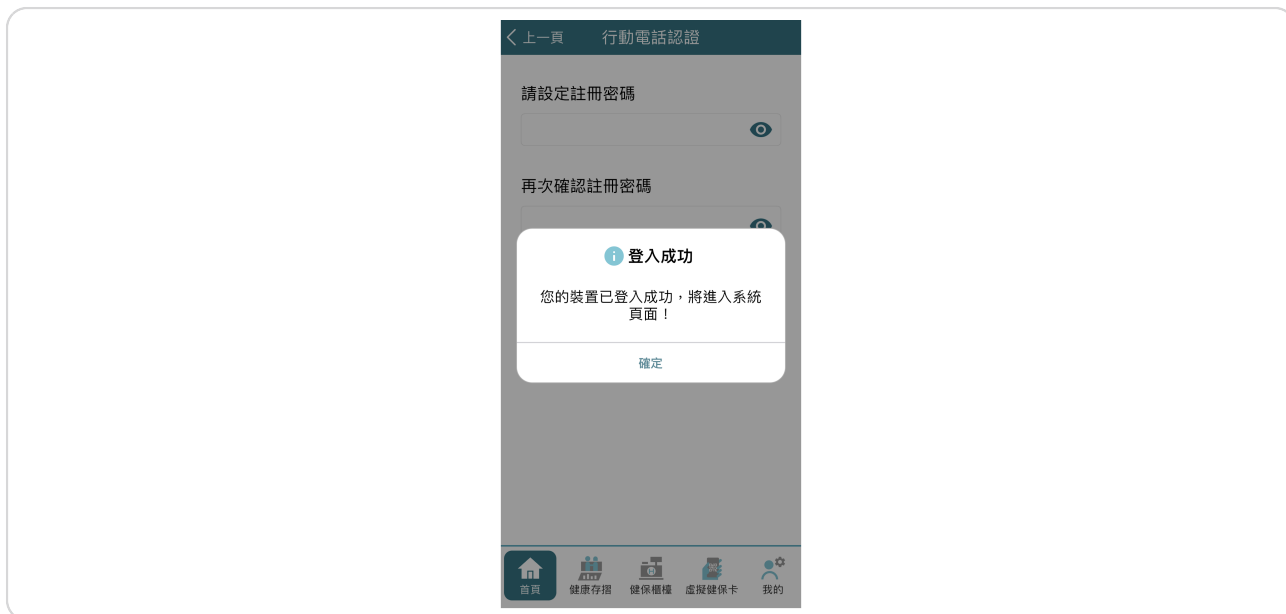 上一頁 行動電話認證
請設定註冊密碼
再次確認註冊密碼
登入成功
您的裝置已登入成功，將進入系統
頁面！
確定
首頁 健康存摺 健保櫃檯 虛擬健保卡 我的